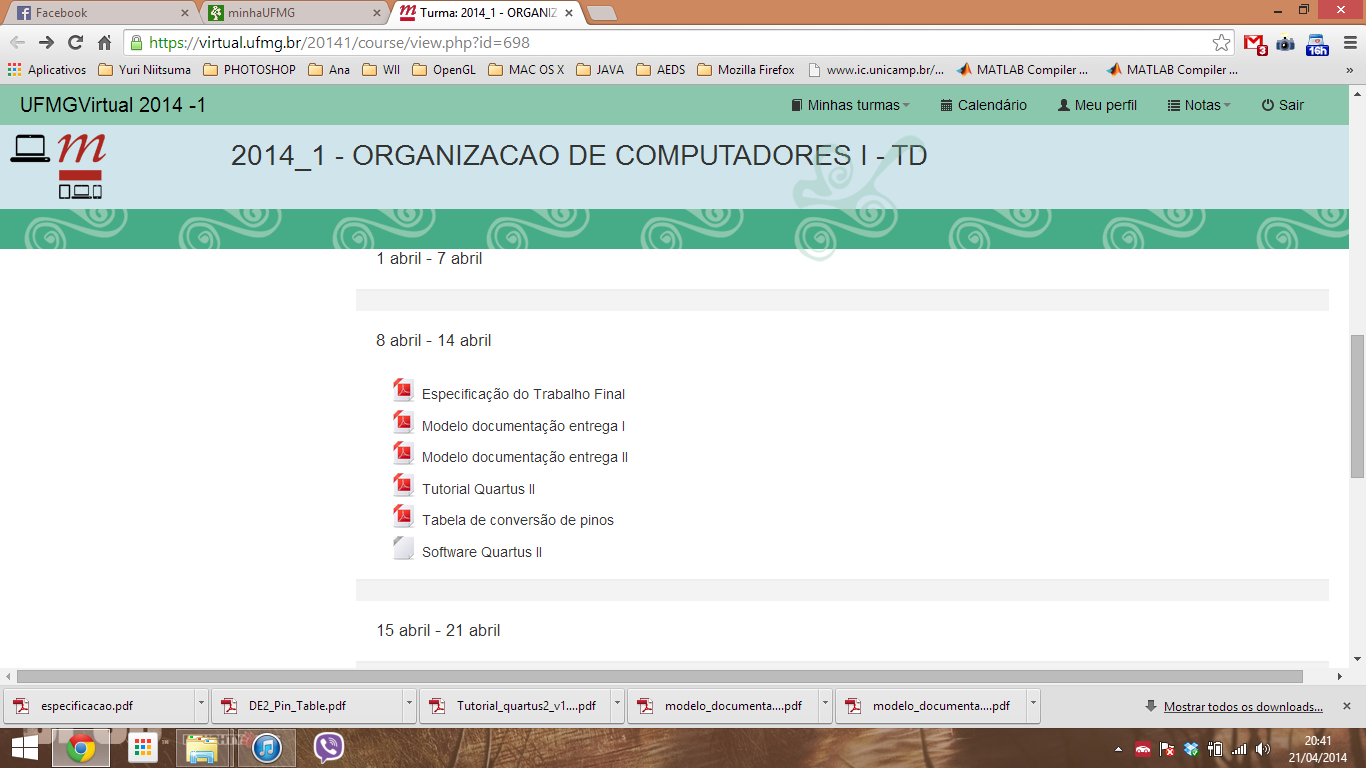 Facebook
minhaUFMG
Turma: 2014_1 - ORGANIZ
https://virtual.ufmg.br/20141/course/view.php?id=698
3
16h
Aplicativos Yuri Niitsuma PHOTOSHOP Ana WII OpenGL MAC OS X JAVA AEDS Mozilla Firefox www.ic.unicamp.br/... MATLAB Compiler ... MATLAB Compiler ... »
UFMGVirtual 2014 -1
Minhas turmas Calendário Meu perfil Notas Sair
m
2014_1 - ORGANIZACAO DE COMPUTADORES I - TD
1 abril - 7 abril
8 abril - 14 abril
Especificação do Trabalho Final
Modelo documentação entrega I
Modelo documentação entrega II
Tutorial Quartus II
Tabela de conversão de pinos
Software Quartus II
15 abril - 21 abril
especificacao.pdf DE2_Pin_Table.pdf Tutorial_quartus2_v1....pdf modelo_documenta....pdf modelo_documenta....pdf Mostrar todos os downloads...
20:41
21/04/2014